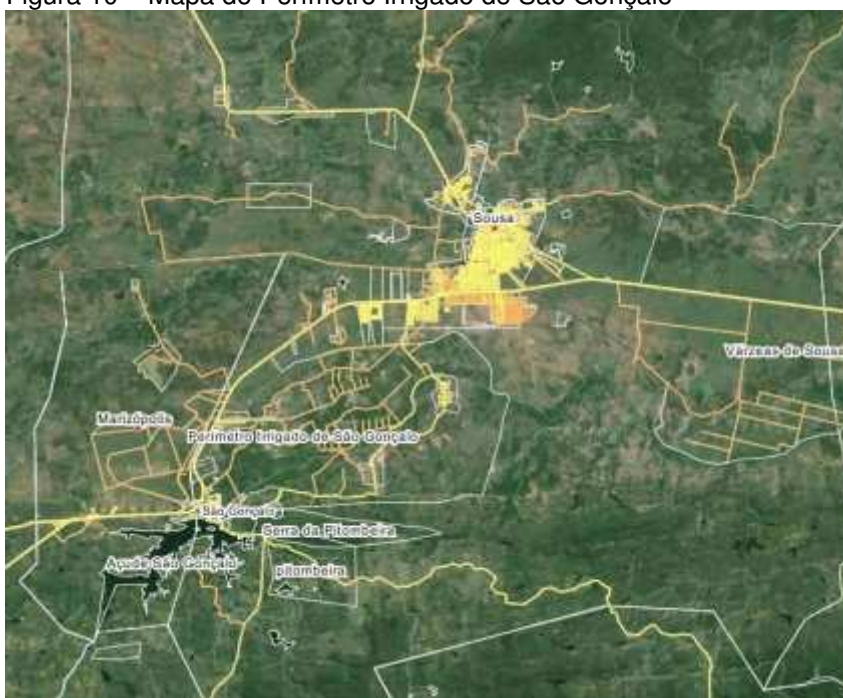 Figura 10 – Mapa do Perímetro Irrigado de São Gonçalo
Sousa
Várzeas de Sousa
Marizópolis
Perímetro Irrigado de São Gonçalo
São Gonçalo
Serra da Pitombeira
Açude São Gonçalo
pitombeira